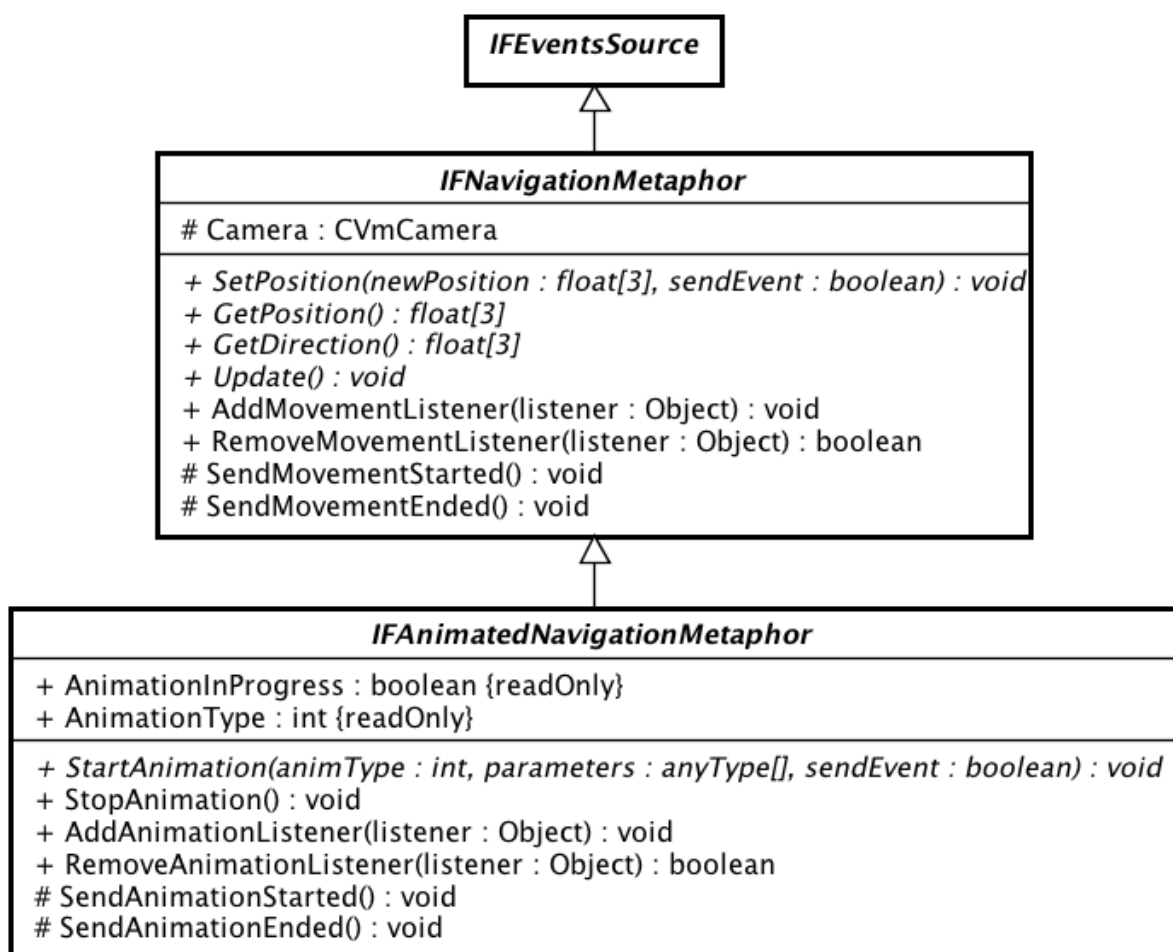 IFEventsSource
IFNavigationMetaphor
# Camera : CVmCamera
+ SetPosition(newPosition : float[3], sendEvent : boolean) : void
+ GetPosition() : float[3]
+ GetDirection() : float[3]
+ Update() : void
+ AddMovementListener(listener : Object) : void
+ RemoveMovementListener(listener : Object) : boolean
# SendMovementStarted() : void
# SendMovementEnded() : void
IFAnimatedNavigationMetaphor
+ AnimationInProgress : boolean {readOnly}
+ AnimationType : int {readOnly}
+ StartAnimation(animType : int, parameters : anyType[], sendEvent : boolean) : void
+ StopAnimation() : void
+ AddAnimationListener(listener : Object) : void
+ RemoveAnimationListener(listener : Object) : boolean
# SendAnimationStarted() : void
# SendAnimationEnded() : void